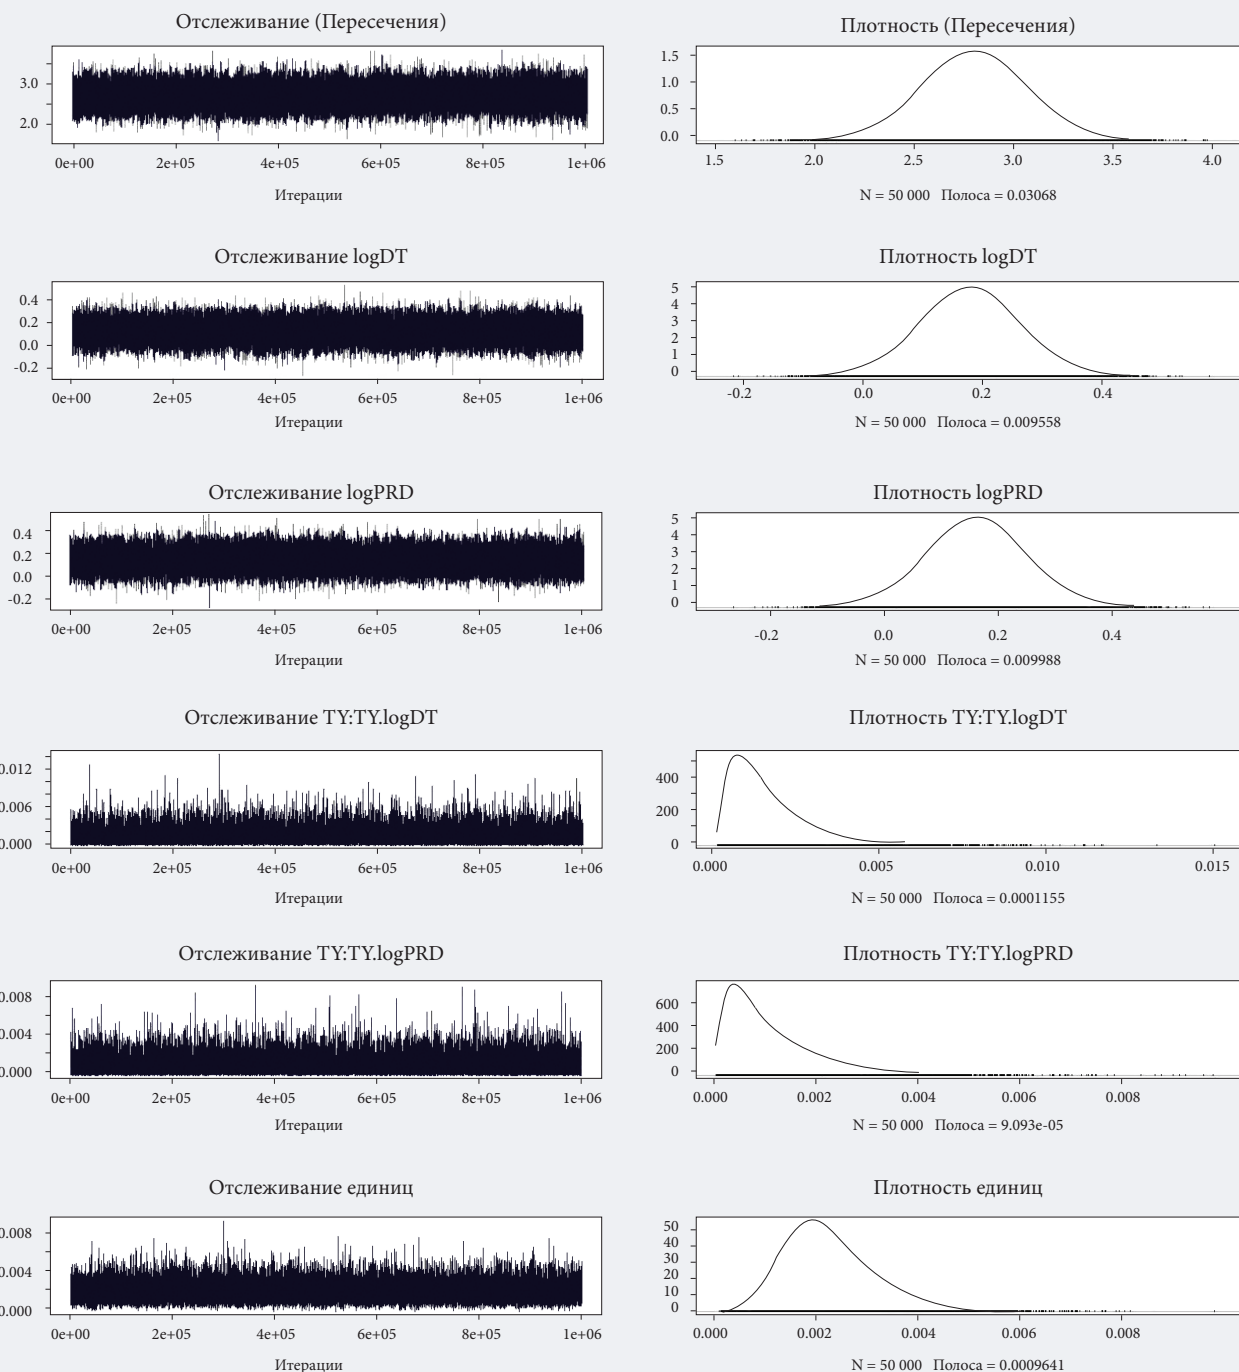 Отслеживание (Пересечения)
3.0
2.0
0e+00 2e+05 4e+05 6e+05 8e+05 1e+06
Итерации
Плотность (Пересечения)
1.5
1.0
0.5
0.0
1.5 2.0 2.5 3.0 3.5 4.0
N = 50 000 Полоса = 0.03068
Отслеживание logDT
0.4
0.2
0.0
-0.2
0e+00 2e+05 4e+05 6e+05 8e+05 1e+06
Итерации
Плотность logDT
5
4
3
2
1
0
-0.2 0.0 0.2 0.4
N = 50 000 Полоса = 0.009558
Отслеживание logPRD
0.4
0.2
0.0
-0.2
0e+00 2e+05 4e+05 6e+05 8e+05 1e+06
Итерации
Плотность logPRD
5
4
3
2
1
0
-0.2 0.0 0.2 0.4
N = 50 000 Полоса = 0.009988
Отслеживание TY:TY.logDT
0.012
0.006
0.000
0e+00 2e+05 4e+05 6e+05 8e+05 1e+06
Итерации
Плотность TY:TY.logDT
400
200
0
0.000 0.005 0.010 0.015
N = 50 000 Полоса = 0.0001155
Отслеживание TY:TY.logPRD
0.008
0.004
0.000
0e+00 2e+05 4e+05 6e+05 8e+05 1e+06
Итерации
Плотность TY:TY.logPRD
600
400
200
0
0.000 0.002 0.004 0.006 0.008
N = 50 000 Полоса = 9.093e-05
Отслеживание единиц
0.008
0.004
0.000
0e+00 2e+05 4e+05 6e+05 8e+05 1e+06
Итерации
Плотность единиц
50
40
30
20
10
0
0.000 0.002 0.004 0.006 0.008
N = 50 000 Полоса = 0.0009641